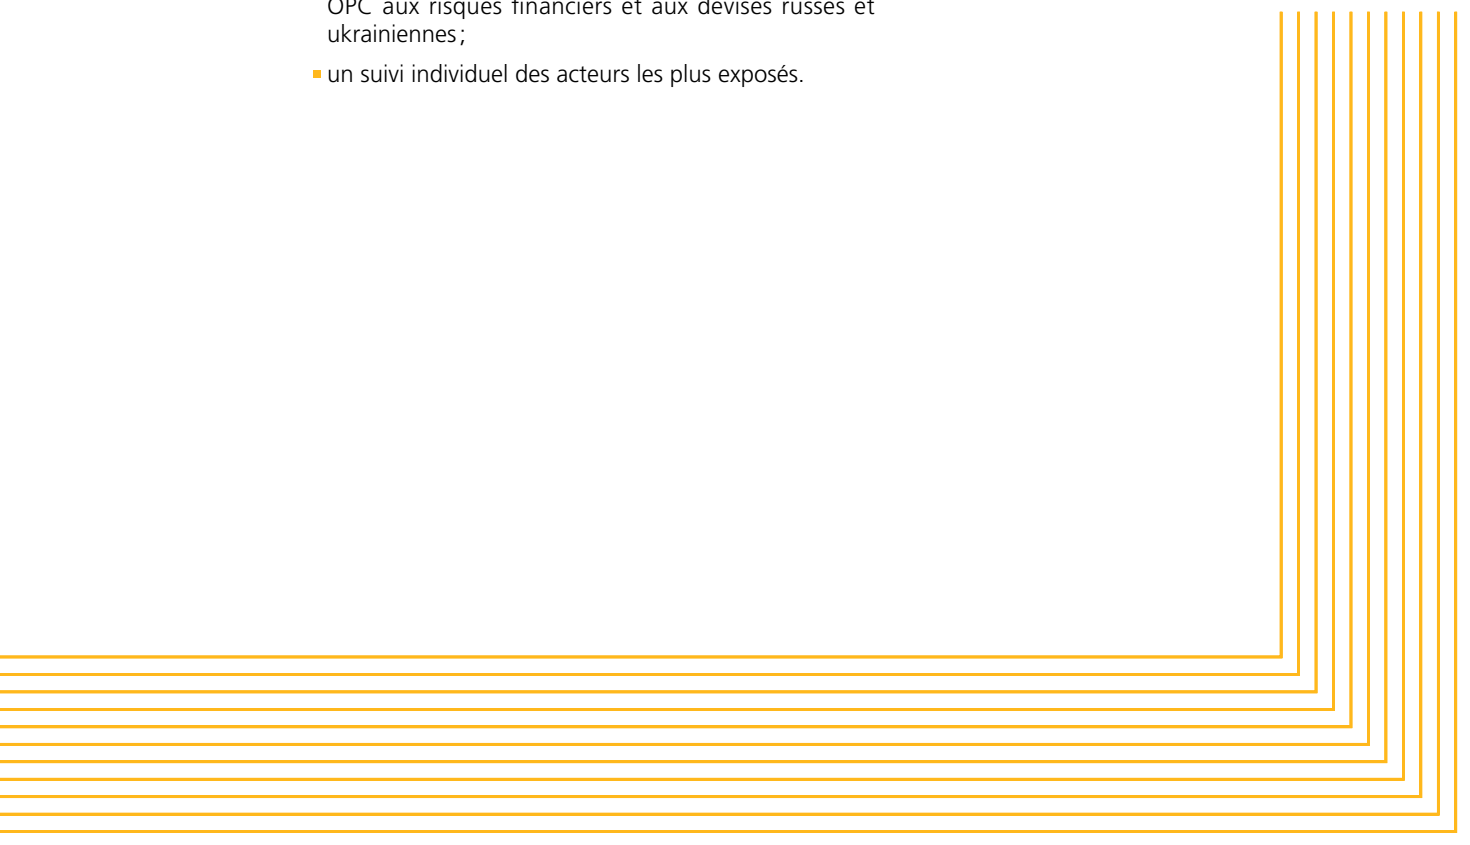 OPC aux risques financiers et aux devises russes et
ukrainiennes ;
un suivi individuel des acteurs les plus exposés.